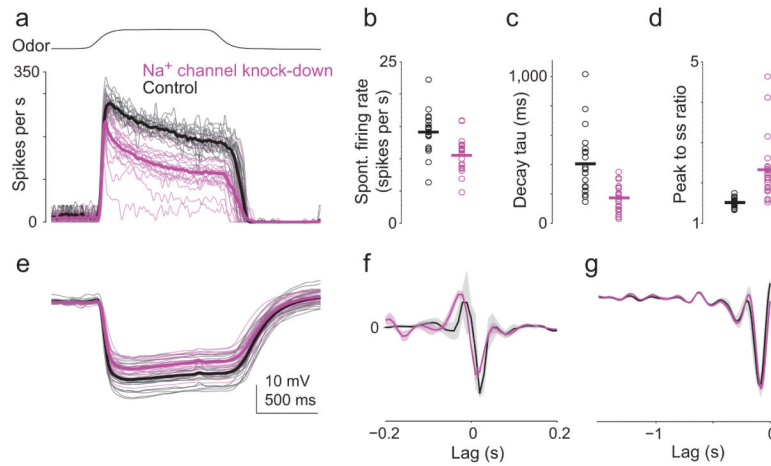 a
Odor
350
Na+ channel knock-down
Control
Spikes per s
0
b
25
Spont. firing rate
(spikes per s)
0
c
1,000
Decay tau (ms)
0
d
5
Peak to ss ratio
1
e
10 mV
500 ms
f
0
−0.2
0
0.2
Lag (s)
g
−1
0
Lag (s)